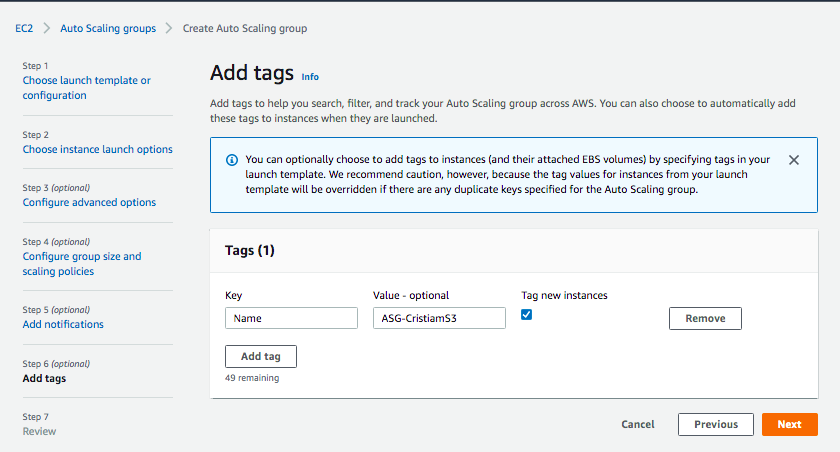 EC2 > Auto Scaling groups > Create Auto Scaling group
Step 1
Choose launch template or
configuration
Step 2
Choose instance launch options
Step 3 (optional)
Configure advanced options
Step 4 (optional)
Configure group size and
scaling policies
Step 5 (optional)
Add notifications
Step 6 (optional)
Add tags
Step 7
Review
Add tags Info
Add tags to help you search, filter, and track your Auto Scaling group across AWS. You can also choose to automatically add
these tags to instances when they are launched.
You can optionally choose to add tags to instances (and their attached EBS volumes) by specifying tags in your
launch template. We recommend caution, however, because the tag values for instances from your launch
template will be overridden if there are any duplicate keys specified for the Auto Scaling group.
Tags (1)
Key Value - optional Tag new instances
Name ASG-CristiamS3 Remove
Add tag
49 remaining
Cancel Previous Next